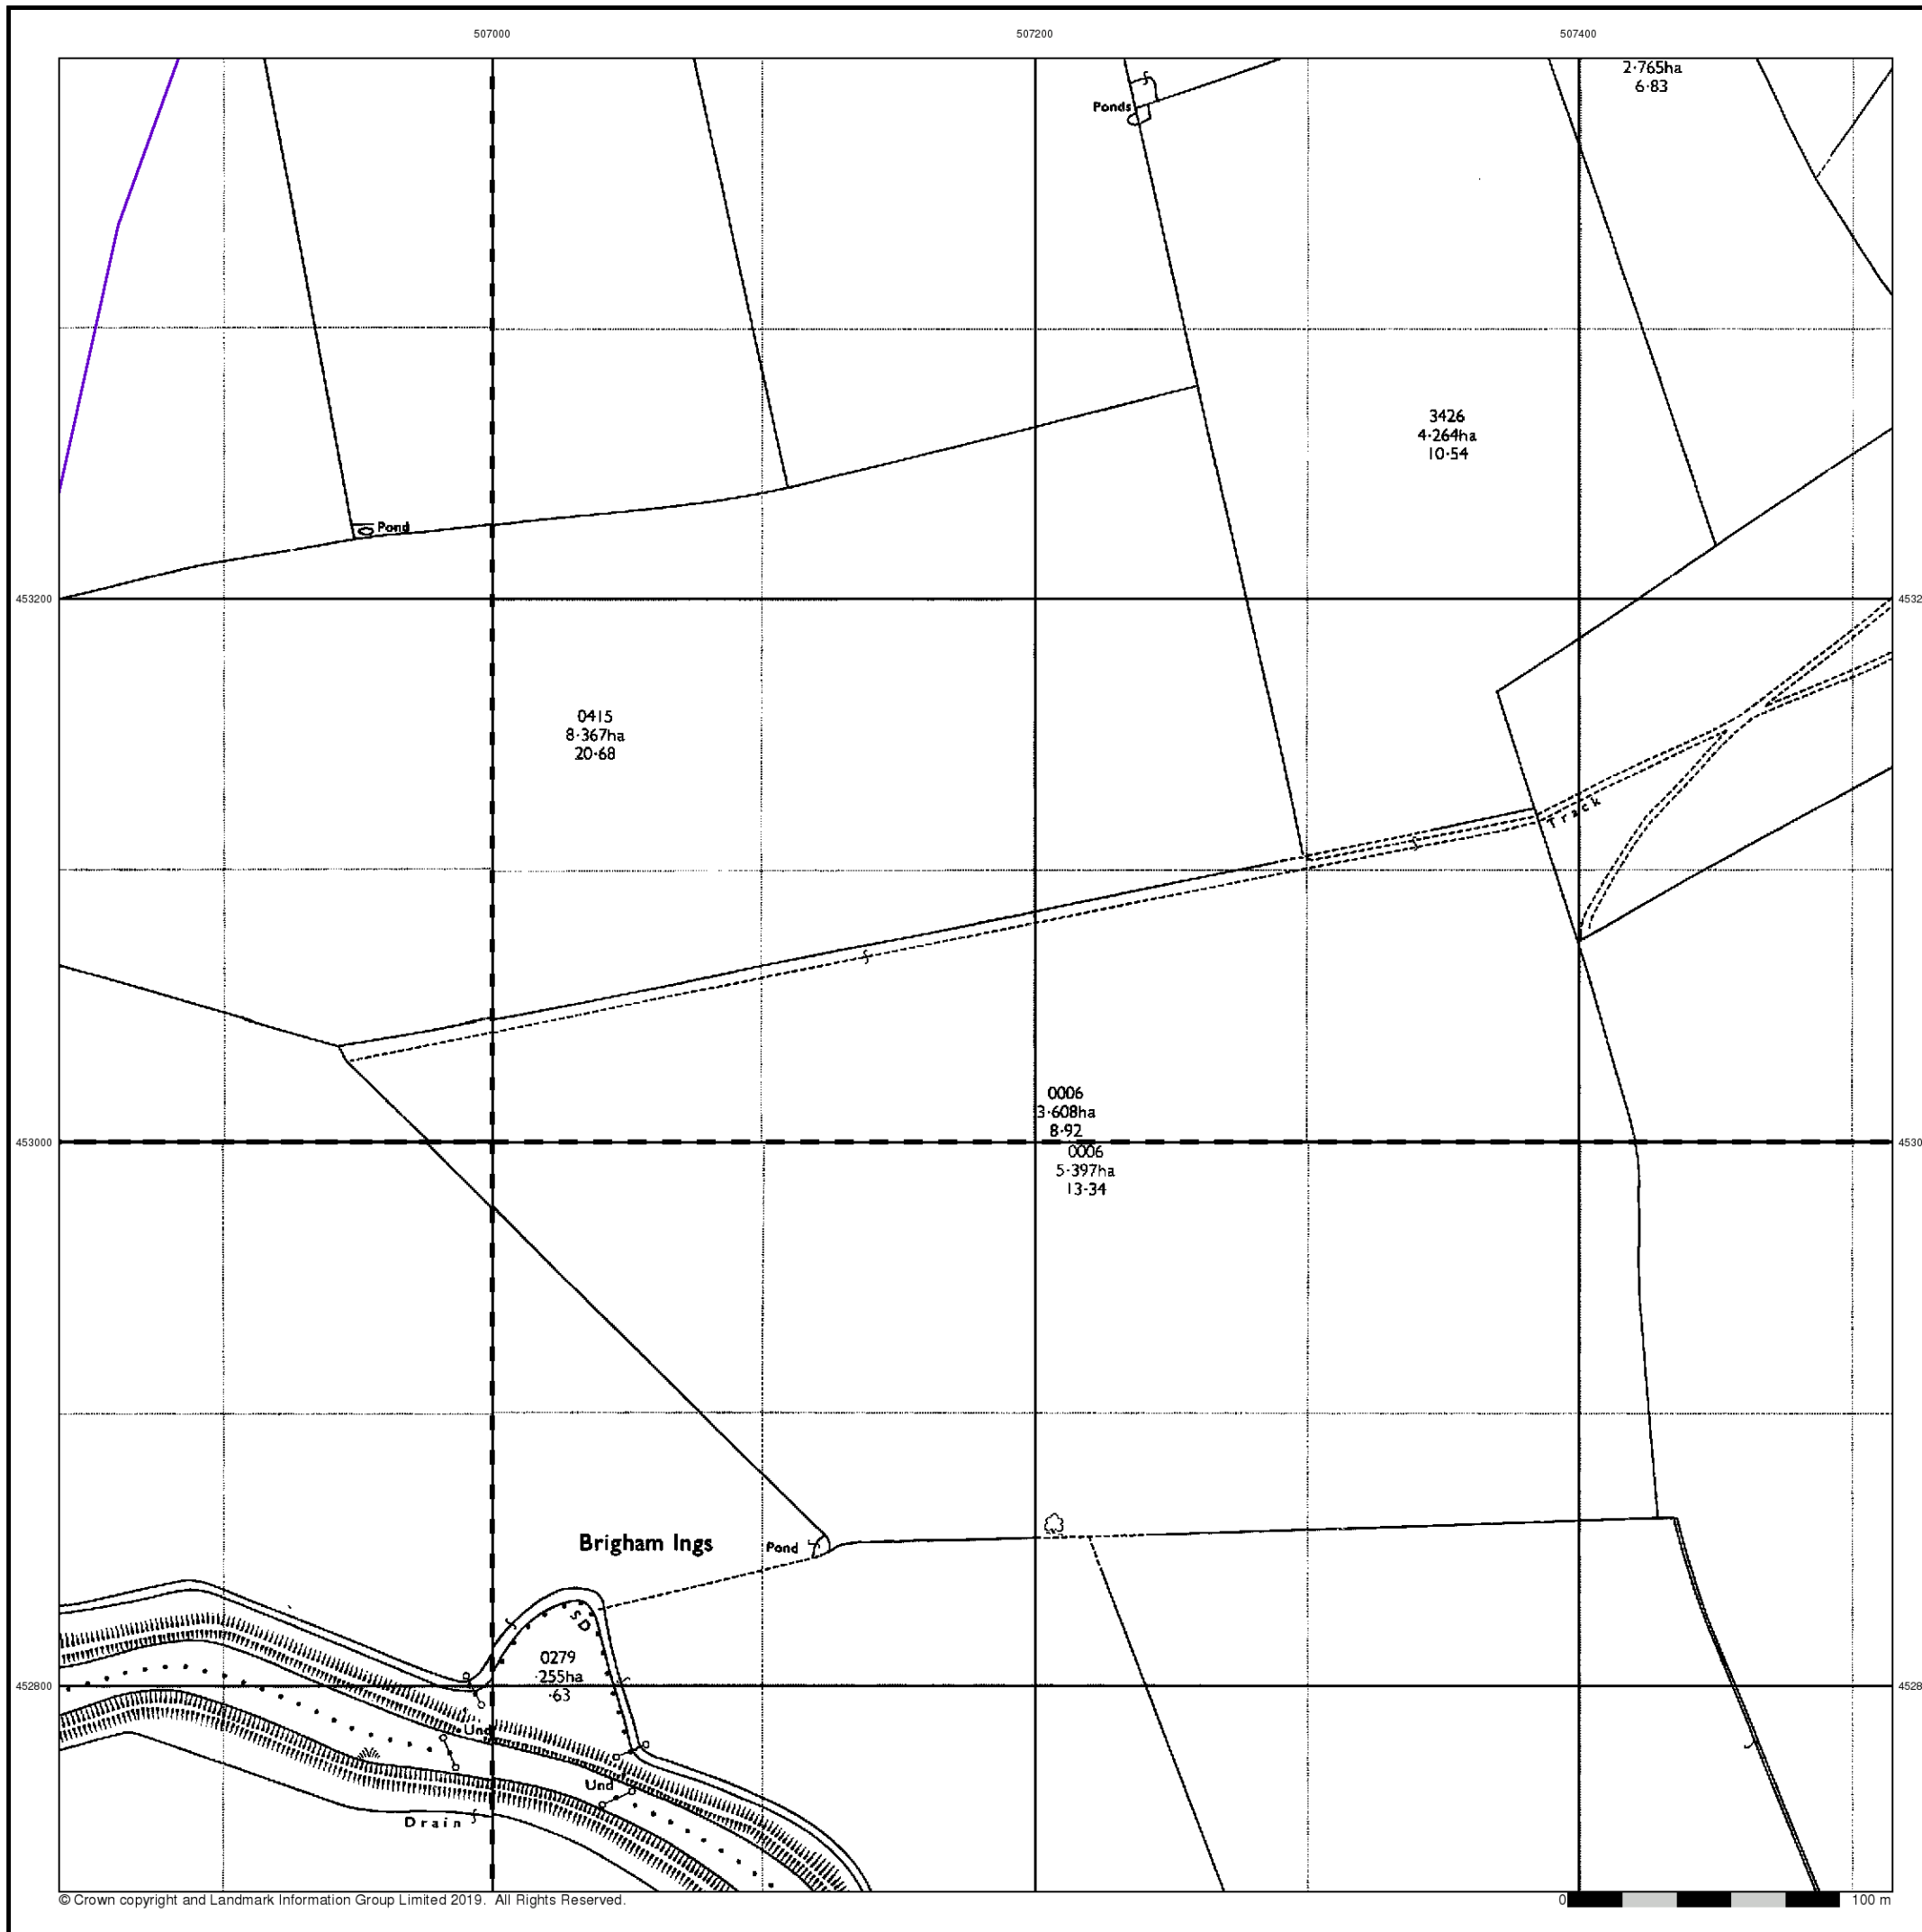 507000
507200
507400
2·765ha
6·83
Ponds
3426
4·264ha
10·54
Pond
453200
4532
0415
8·367ha
20·68
Track
0006
3·608ha
8·92
453000
4530
0006
5·397ha
13·34
Brigham Ings
Pond
SD
0279
·255ha
·63
452800
4528
Und
Und
Drain
© Crown copyright and Landmark Information Group Limited 2019. All Rights Reserved.
0
100 m